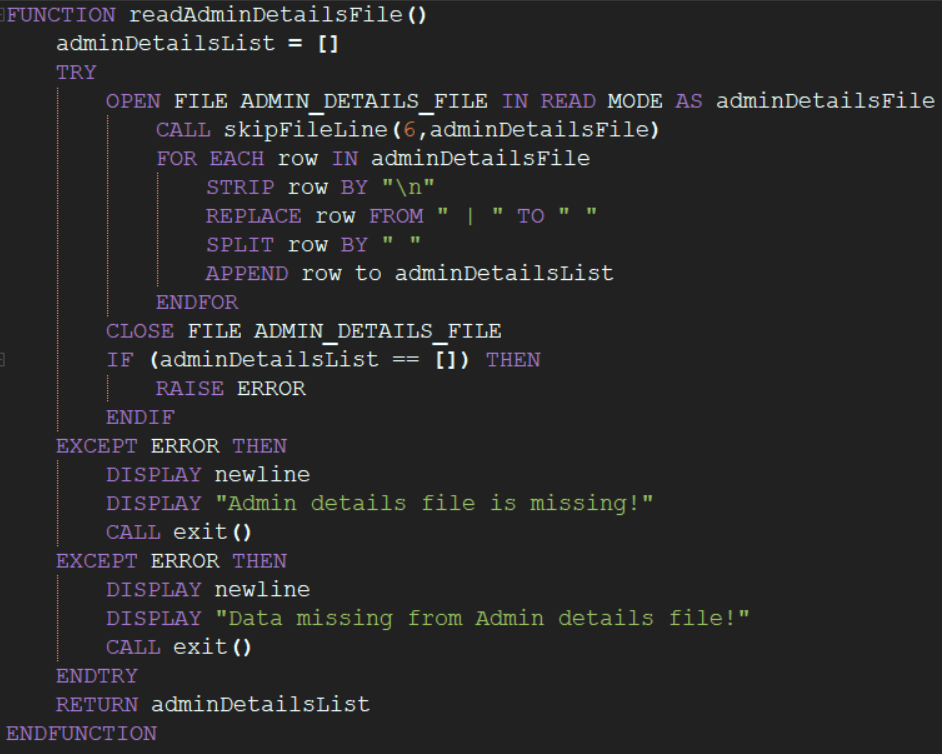 FUNCTION readAdminDetailsFile()
adminDetailsList = []
TRY
OPEN FILE ADMIN_DETAILS_FILE IN READ MODE AS adminDetailsFile
CALL skipFileLine(6,adminDetailsFile)
FOR EACH row IN adminDetailsFile
STRIP row BY "\n"
REPLACE row FROM " | " TO " "
SPLIT row BY " "
APPEND row to adminDetailsList
ENDFOR
CLOSE FILE ADMIN_DETAILS_FILE
IF (adminDetailsList == []) THEN
RAISE ERROR
ENDIF
EXCEPT ERROR THEN
DISPLAY newline
DISPLAY "Admin details file is missing!"
CALL exit()
EXCEPT ERROR THEN
DISPLAY newline
DISPLAY "Data missing from Admin details file!"
CALL exit()
ENDTRY
RETURN adminDetailsList
ENDFUNCTION